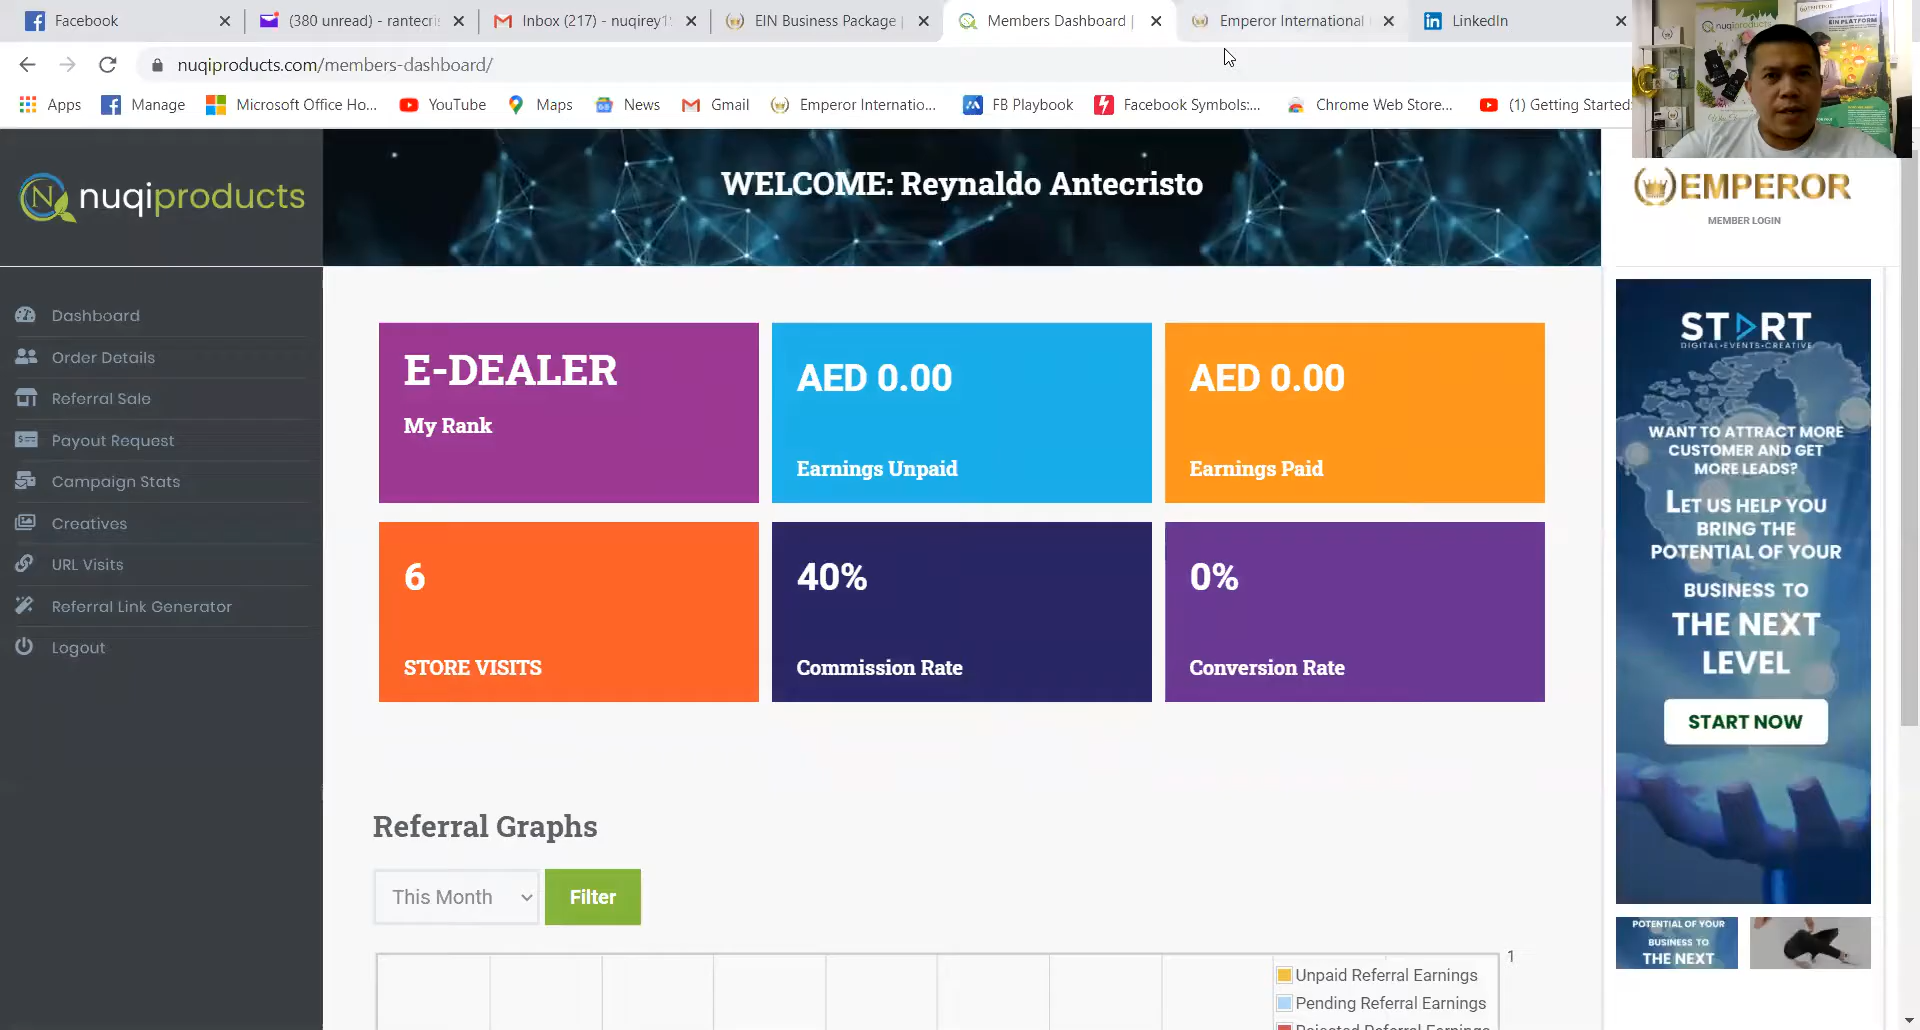 Facebook
(380 unread) - rantecri
Inbox (217) - nuqirey1
EIN Business Package |
Members Dashboard |
Emperor International
LinkedIn
nuqiproducts.com/members-dashboard/
Apps
Manage
Microsoft Office Ho...
YouTube
Maps
News
Gmail
Emperor Internatio...
FB Playbook
Facebook Symbols:...
Chrome Web Store...
(1) Getting Started:
nuqiproducts
EIN PLATFORM
N nuqiproducts
WELCOME: Reynaldo Antecristo
EMPEROR
MEMBER LOGIN
Dashboard
Order Details
Referral Sale
Payout Request
Campaign Stats
Creatives
URL Visits
Referral Link Generator
Logout
E-DEALER
My Rank
AED 0.00
Earnings Unpaid
AED 0.00
Earnings Paid
6
STORE VISITS
40%
Commission Rate
0%
Conversion Rate
Referral Graphs
This Month
Filter
1
Unpaid Referral Earnings
Pending Referral Earnings
Rejected Referral Earnings
START
DIGITAL•EVENTS•CREATIVE
WANT TO ATTRACT MORE
CUSTOMER AND GET
MORE LEADS?
LET US HELP YOU
BRING THE
POTENTIAL OF YOUR
BUSINESS TO
THE NEXT
LEVEL
START NOW
POTENTIAL OF YOUR
BUSINESS TO
THE NEXT